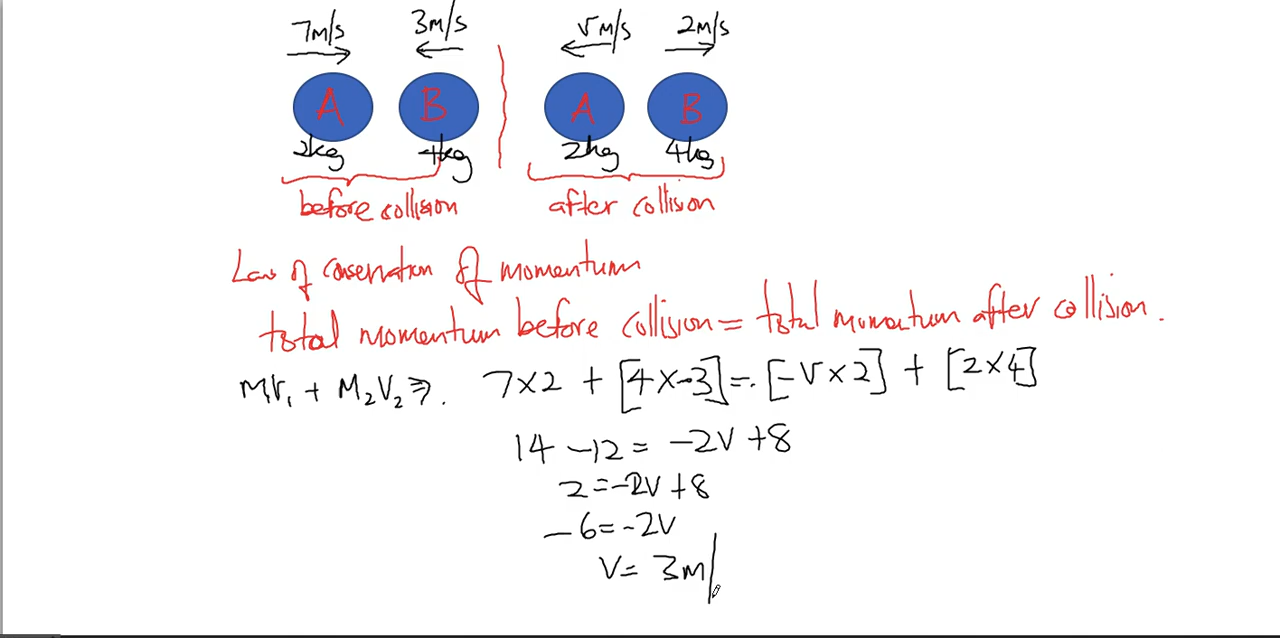 7m/s 3m/s vm/s 2m/s
A B A B
2kg 4kg 2kg 4kg
before collision after collision
Law of conservation of momentum
total momentum before collision = total momentum after collision.
M1V1 + M2V2 ⇒. 7×2 + [4×-3] = [-v×2] + [2×4]
14 -12 = -2v +8
2 = -2v +8
-6 = -2v
v = 3m/